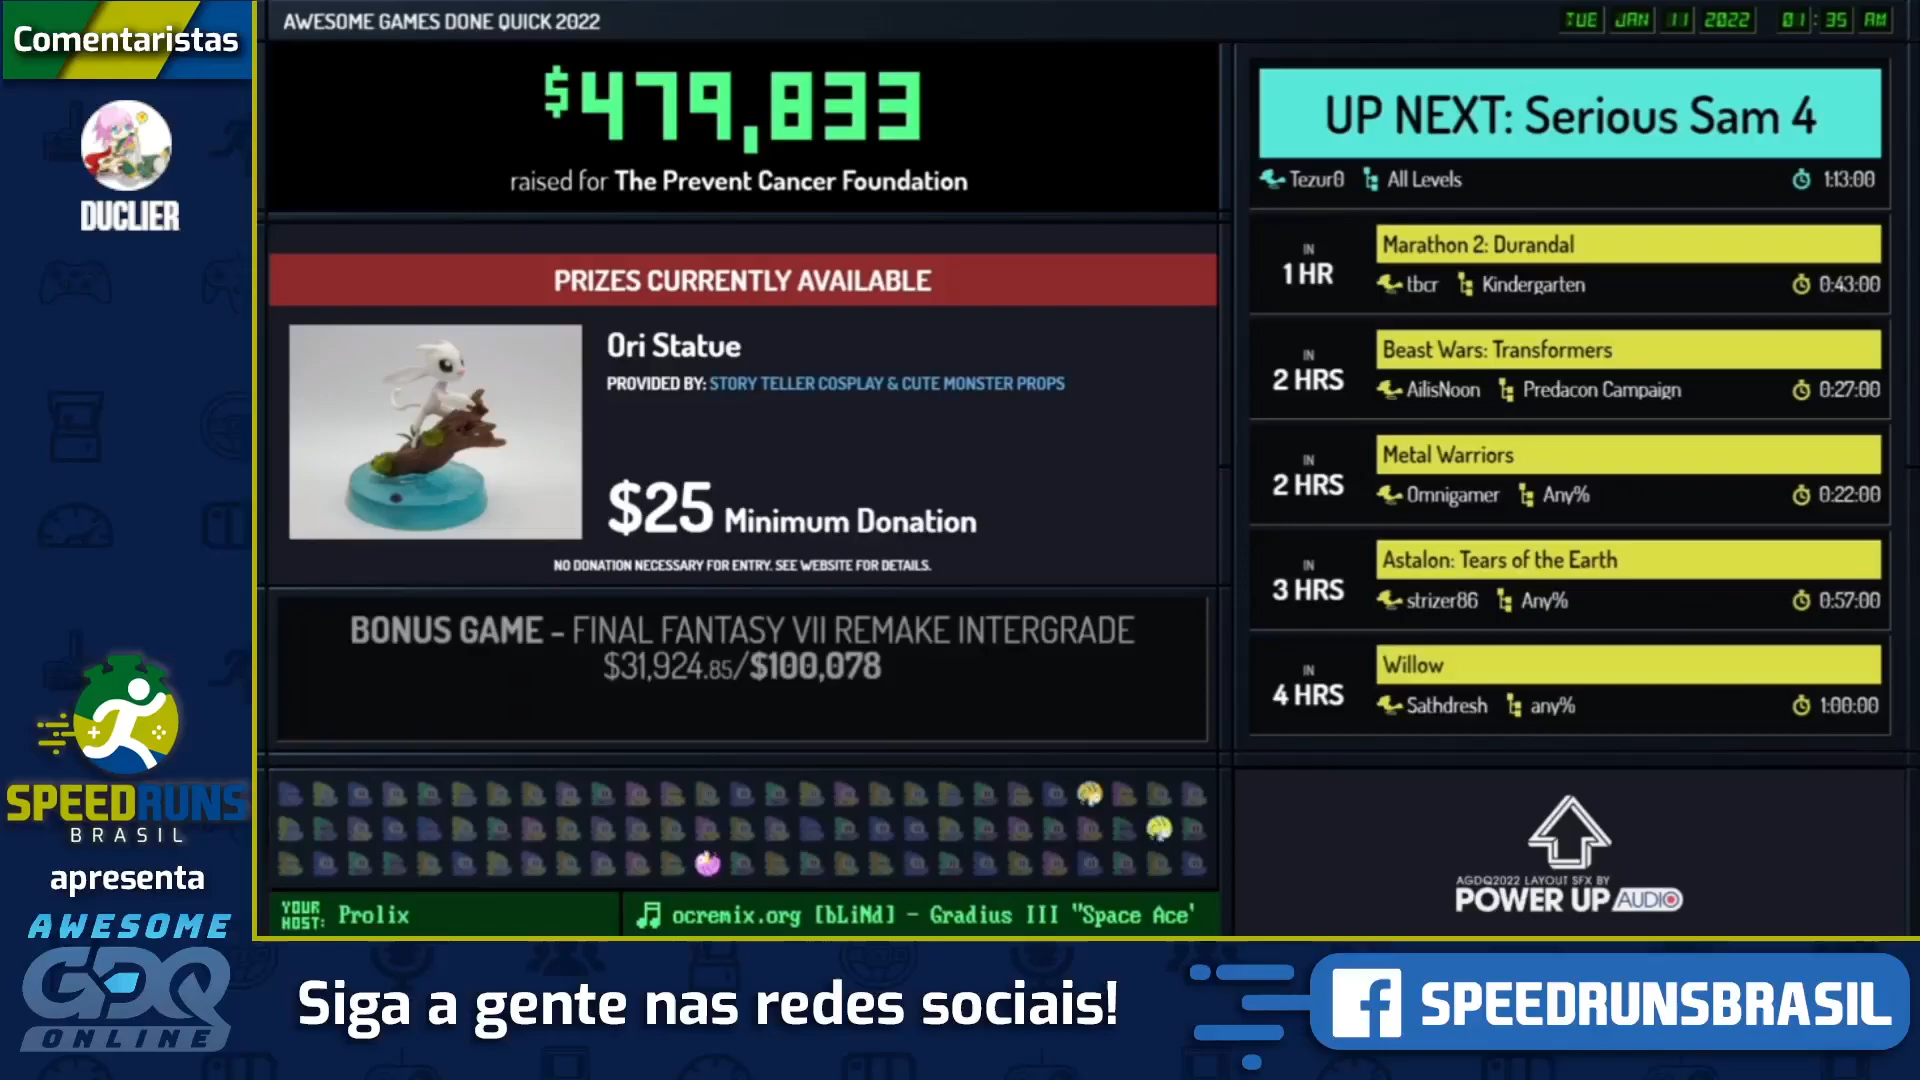 Comentaristas
DUCLIER
SPEEDRUNS
BRASIL
apresenta
AWESOME
GDQ
ONLINE
AWESOME GAMES DONE QUICK 2022
TUE JAN 11 2022 01:35 AM
$479,833
raised for The Prevent Cancer Foundation
PRIZES CURRENTLY AVAILABLE
Ori Statue
PROVIDED BY: STORY TELLER COSPLAY & CUTE MONSTER PROPS
$25 Minimum Donation
NO DONATION NECESSARY FOR ENTRY. SEE WEBSITE FOR DETAILS.
BONUS GAME – FINAL FANTASY VII REMAKE INTERGRADE
$31,924.85/$100,078
YOUR HOST: Prolix
ocremix.org [bLiNd] - Gradius III "Space Ace'
UP NEXT: Serious Sam 4
Tezur0 All Levels 1:13:00
IN 1 HR
Marathon 2: Durandal
tbcr Kindergarten 0:43:00
IN 2 HRS
Beast Wars: Transformers
AilisNoon Predacon Campaign 0:27:00
IN 2 HRS
Metal Warriors
Omnigamer Any% 0:22:00
IN 3 HRS
Astalon: Tears of the Earth
strizer86 Any% 0:57:00
IN 4 HRS
Willow
Sathdresh any% 1:00:00
AGDQ2022 LAYOUT SFX BY
POWER UP AUDIO
Siga a gente nas redes sociais!
f SPEEDRUNSBRASIL